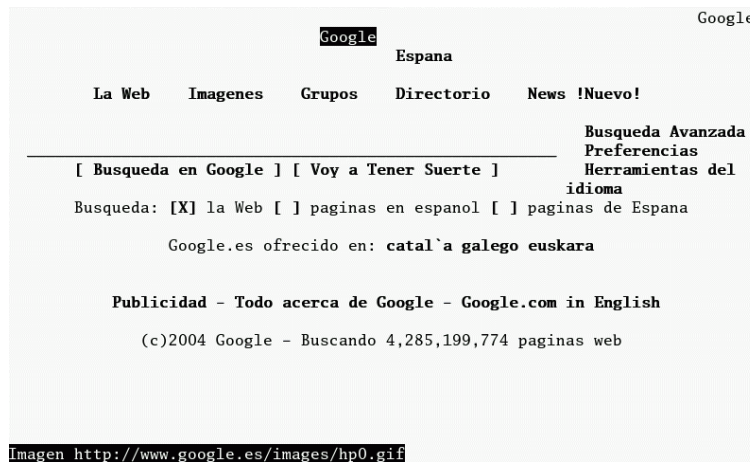 Google
Google
Espana
La Web Imagenes Grupos Directorio News !Nuevo!
Busqueda Avanzada
Preferencias
[ Busqueda en Google ] [ Voy a Tener Suerte ] Herramientas del
idioma
Busqueda: [X] la Web [ ] paginas en espanol [ ] paginas de Espana
Google.es ofrecido en: catal`a galego euskara
Publicidad - Todo acerca de Google - Google.com in English
(c)2004 Google - Buscando 4,285,199,774 paginas web
Imagen http://www.google.es/images/hp0.gif